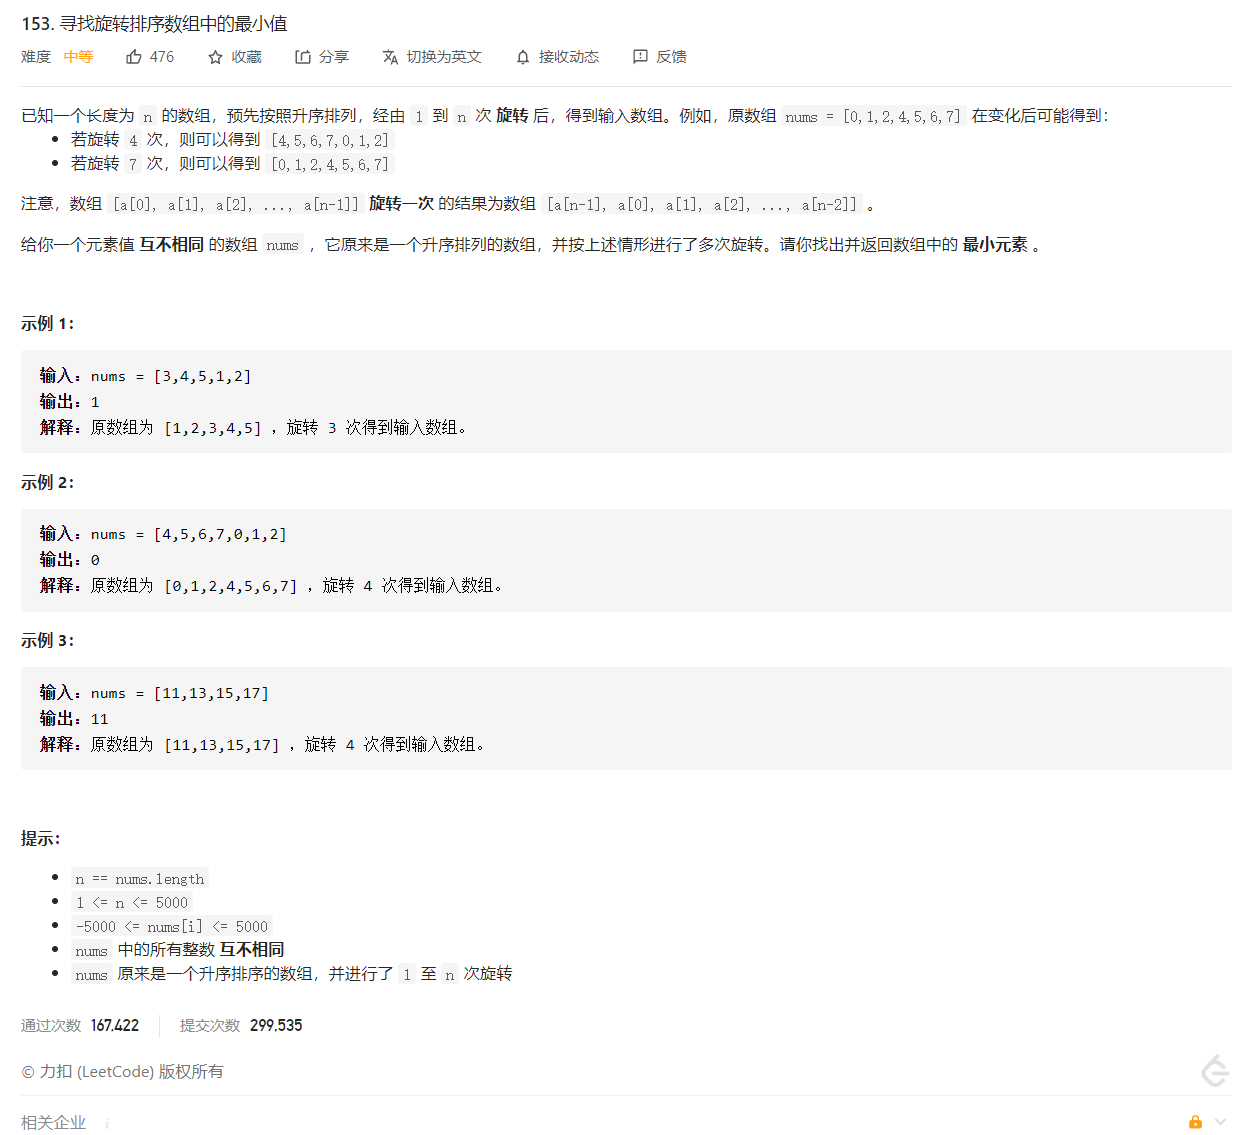 153. 寻找旋转排序数组中的最小值
难度 中等 476 收藏 分享 切换为英文 接收动态 反馈
已知一个长度为 n 的数组，预先按照升序排列，经由 1 到 n 次 旋转 后，得到输入数组。例如，原数组 nums = [0,1,2,4,5,6,7] 在变化后可能得到：
若旋转 4 次，则可以得到 [4,5,6,7,0,1,2]
若旋转 7 次，则可以得到 [0,1,2,4,5,6,7]
注意，数组 [a[0], a[1], a[2], ..., a[n-1]] 旋转一次 的结果为数组 [a[n-1], a[0], a[1], a[2], ..., a[n-2]] 。
给你一个元素值 互不相同 的数组 nums ，它原来是一个升序排列的数组，并按上述情形进行了多次旋转。请你找出并返回数组中的 最小元素 。
示例 1：
输入：nums = [3,4,5,1,2]
输出：1
解释：原数组为 [1,2,3,4,5] ，旋转 3 次得到输入数组。
示例 2：
输入：nums = [4,5,6,7,0,1,2]
输出：0
解释：原数组为 [0,1,2,4,5,6,7] ，旋转 4 次得到输入数组。
示例 3：
输入：nums = [11,13,15,17]
输出：11
解释：原数组为 [11,13,15,17] ，旋转 4 次得到输入数组。
提示：
n == nums.length
1 <= n <= 5000
-5000 <= nums[i] <= 5000
nums 中的所有整数 互不相同
nums 原来是一个升序排序的数组，并进行了 1 至 n 次旋转
通过次数 167,422 提交次数 299,535
© 力扣 (LeetCode) 版权所有
相关企业 i